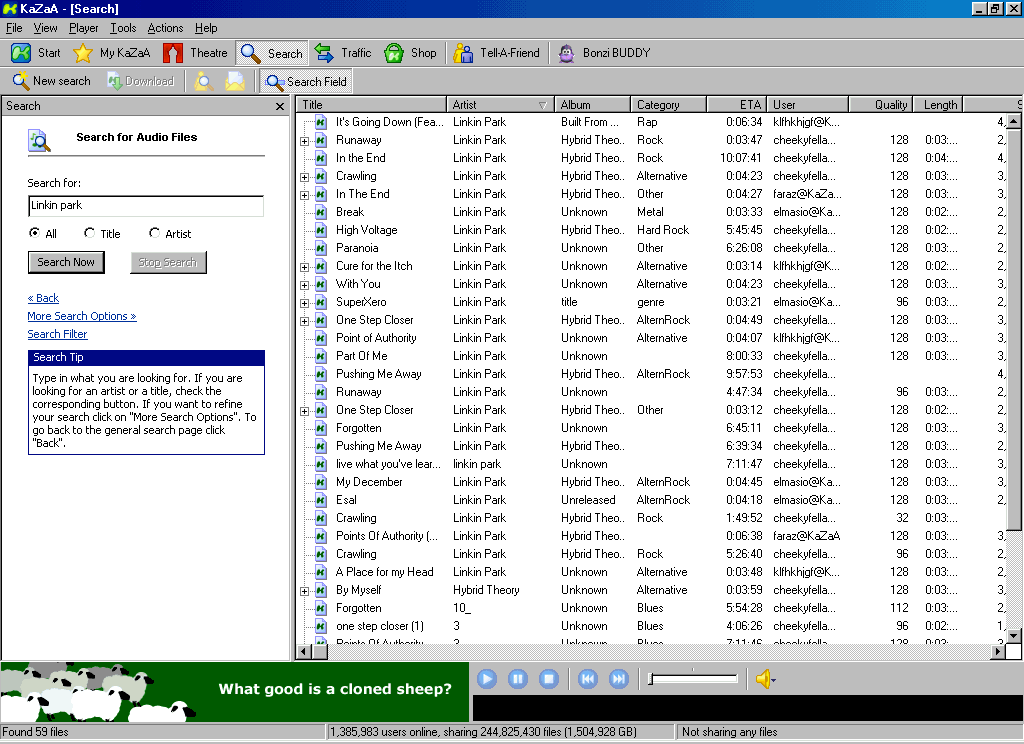 KaZaA - [Search]
File View Player Tools Actions Help
Start My KaZaA Theatre Search Traffic Shop Tell-A-Friend Bonzi BUDDY
New search Download Search Field
Search
Search for Audio Files
Search for:
Linkin park
All Title Artist
Search Now Stop Search
« Back
More Search Options »
Search Filter
Search Tip
Type in what you are looking for. If you are
looking for an artist or a title, check the
corresponding button. If you want to refine
your search click on "More Search Options". To
go back to the general search page click
"Back".
Title Artist Album Category ETA User Quality Length S
It's Going Down (Fea... Linkin Park Built From ... Rap 0:06:34 klfhkhjgf@K... 4,
Runaway Linkin Park Hybrid Theo.. Rock 0:03:47 cheekyfella... 128 0:03:... 2,
In the End Linkin Park Hybrid Theo.. Rock 10:07:41 cheekyfella... 128 0:04:... 4,
Crawling Linkin Park Hybrid Theo.. Alternative 0:04:23 cheekyfella... 128 0:03:... 3,
In The End Linkin Park Hybrid Theo.. Other 0:04:27 faraz@KaZa... 128 0:03:... 3,
Break Linkin Park Unknown Metal 0:03:33 elmasio@Ka... 128 0:02:... 2,
High Voltage Linkin Park Hybrid Theo.. Hard Rock 5:45:45 cheekyfella... 128 0:02:... 2,
Paranoia Linkin Park Unknown Other 6:26:08 cheekyfella... 128 0:03:... 2,
Cure for the Itch Linkin Park Unknown Alternative 0:03:14 klfhkhjgf@K... 128 0:02:... 2,
With You Linkin Park Hybrid Theo.. Alternative 0:04:23 cheekyfella... 128 0:03:... 3,
SuperXero Linkin Park title genre 0:03:21 elmasio@Ka... 96 0:03:... 2,
One Step Closer Linkin Park Hybrid Theo.. AlternRock 0:04:49 cheekyfella... 128 0:03:... 3,
Point of Authority Linkin Park Unknown Alternative 0:04:07 klfhkhjgf@K... 128 0:03:... 3,
Part Of Me Linkin Park Unknown 8:00:33 cheekyfella... 128 0:03:... 3,
Pushing Me Away Linkin Park Hybrid Theo.. AlternRock 9:57:53 cheekyfella... 4,
Runaway Linkin Park Unknown 4:47:34 cheekyfella... 96 0:03:... 2,
One Step Closer Linkin Park Hybrid Theo.. Other 0:03:12 cheekyfella... 128 0:02:... 2,
Forgotten Linkin Park Unknown 6:45:11 cheekyfella... 128 0:03:... 3,
Pushing Me Away Linkin Park Hybrid Theo.. 6:39:34 cheekyfella... 128 0:03:... 2,
live what you've lear... linkin park Unknown 7:11:47 cheekyfella... 128 0:03:... 3,
My December Linkin Park Hybrid Theo.. AlternRock 0:04:45 elmasio@Ka... 128 0:03:... 2,
Esal Linkin Park Unreleased AlternRock 0:04:18 elmasio@Ka... 128 0:03:... 2,
Crawling Linkin Park Hybrid Theo.. Rock 1:49:52 cheekyfella... 32 0:03:...
Points Of Authority (... Linkin Park Hybrid Theo.. 0:06:38 faraz@KaZaA 128 0:03:... 3,
Crawling Linkin Park Hybrid Theo.. Rock 5:26:40 cheekyfella... 96 0:03:... 2,
A Place for my Head Linkin Park Unknown Alternative 0:03:48 klfhkhjgf@K... 128 0:03:... 2,
By Myself Hybrid Theory Unknown Alternative 0:03:59 klfhkhjgf@K... 128 0:03:... 3,
Forgotten 10_ Unknown Blues 5:54:28 cheekyfella... 112 0:03:... 2,
one step closer (1) 3 Unknown Blues 4:06:26 cheekyfella... 96 0:02:... 1,
Points Of Authority 3 Unknown Blues 7:11:46 cheekyfella... 128 0:03:... 3,
What good is a cloned sheep?
Found 59 files 1,385,983 users online, sharing 244,825,430 files (1,504,928 GB) Not sharing any files